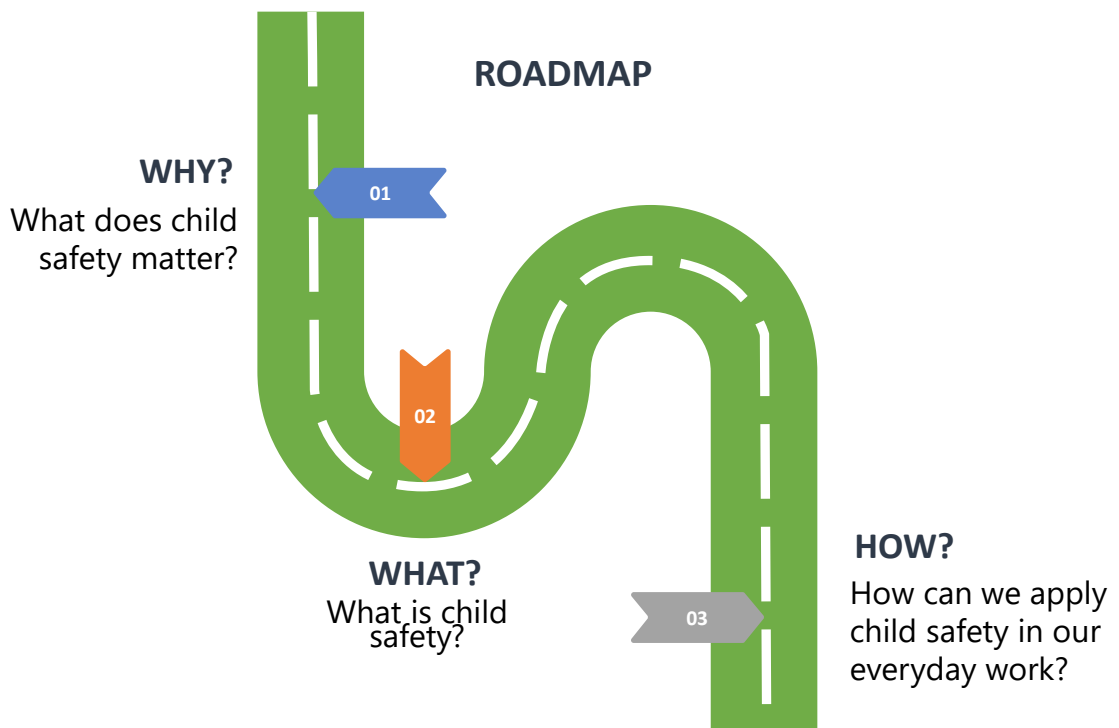 ROADMAP
WHY?
What does child
safety matter?
01
02
WHAT?
What is child
safety?
03
HOW?
How can we apply
child safety in our
everyday work?